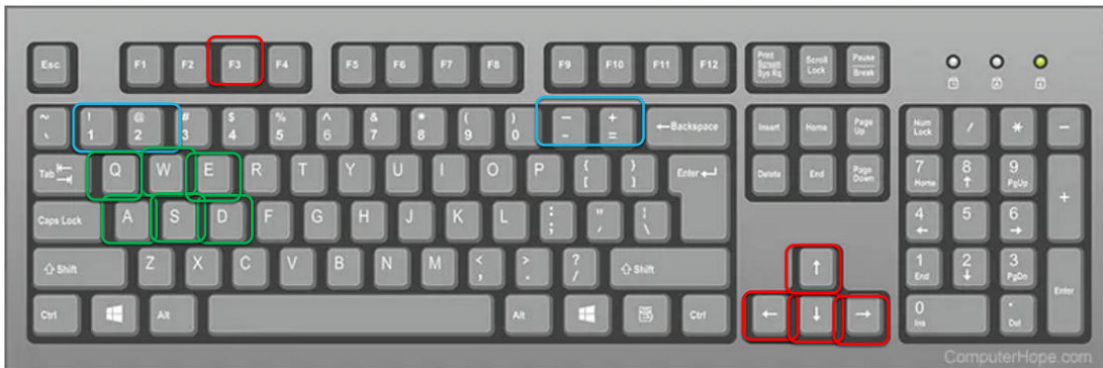 Esc F1 F2 F3 F4 F5 F6 F7 F8 F9 F10 F11 F12 Print Screen Sys Rq Scroll Lock Pause Break
~ ` ! 1 @ 2 # 3 $ 4 % 5 ^ 6 & 7 * 8 ( 9 ) 0 — - + = ←Backspace Insert Home Page Up Num Lock / * −
Tab Q W E R T Y U I O P { [ } ] Enter Delete End Page Down 7 Home 8 ↑ 9 PgUp +
Caps Lock A S D F G H J K L : ; " ' | \ 4 ← 5 6 →
⇧ Shift Z X C V B N M < , > . ? / ⇧ Shift ↑ 1 End 2 ↓ 3 PgDn Enter
Ctrl Alt Alt Ctrl ← ↓ → 0 Ins . Del
ComputerHope.com